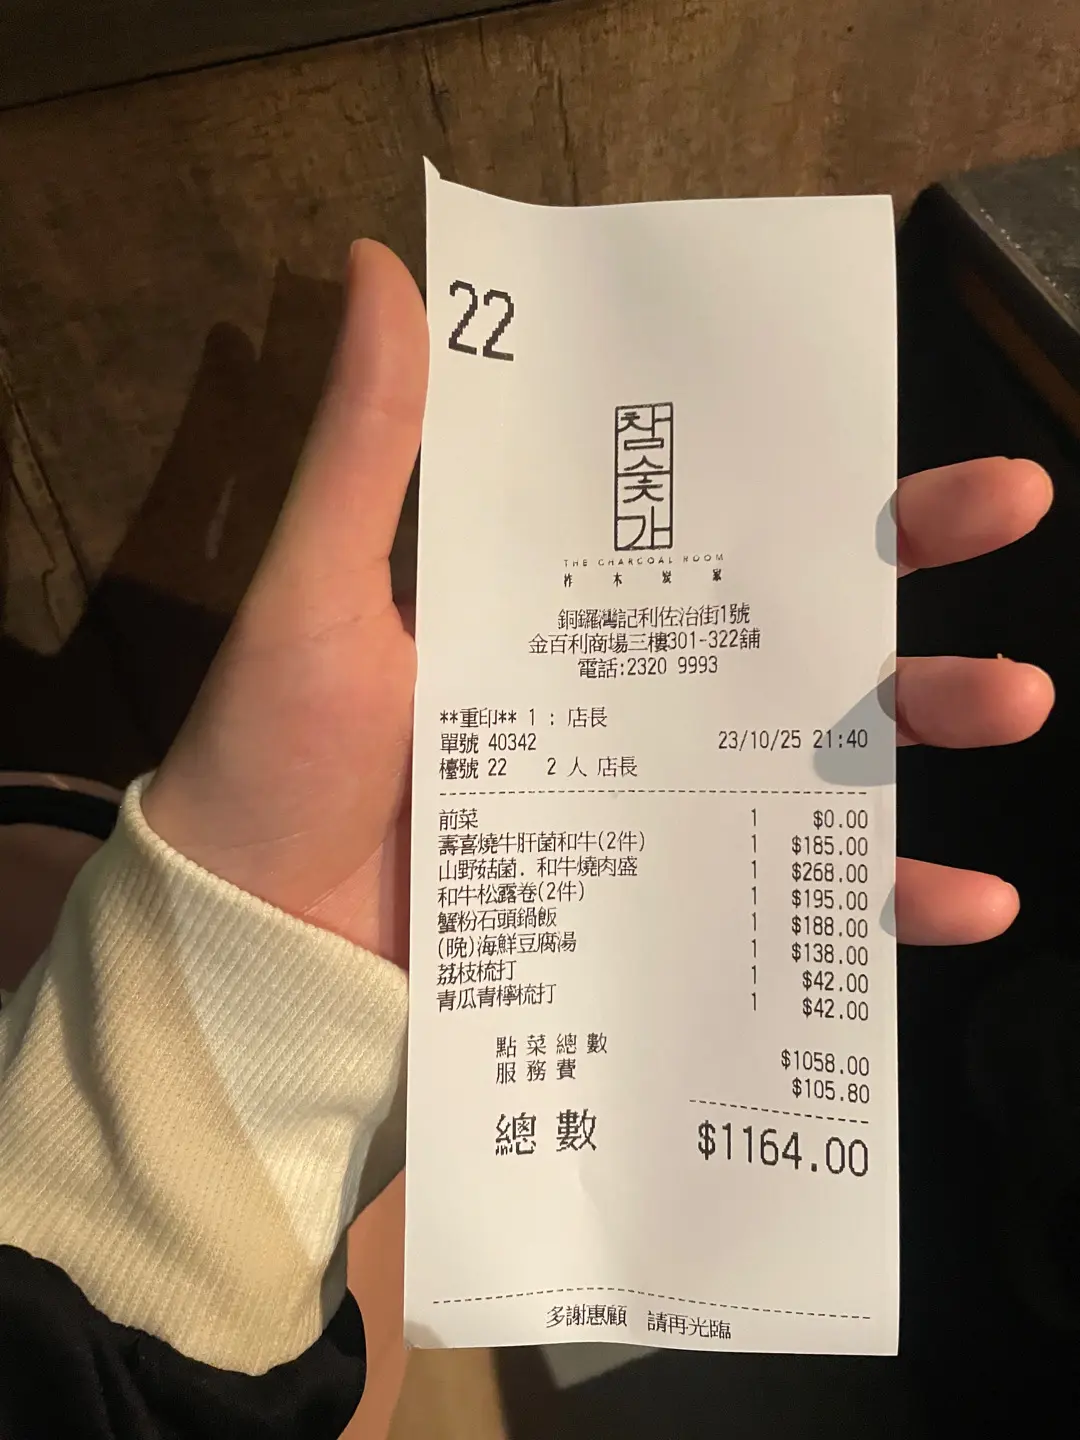 22
참숯가
THE CHARCOAL ROOM
柞木炭家
銅鑼灣記利佐治街1號
金百利商場三樓301-322舖
電話:2320 9993
**重印** 1 : 店長
單號 40342 23/10/25 21:40
檯號 22 2 人 店長
前菜 1 $0.00
壽喜燒牛肝菌和牛(2件) 1 $185.00
山野菇菌. 和牛燒肉盛 1 $268.00
和牛松露卷(2件) 1 $195.00
蟹粉石頭鍋飯 1 $188.00
(晚)海鮮豆腐湯 1 $138.00
荔枝梳打 1 $42.00
青瓜青檸梳打 1 $42.00
點菜總數 $1058.00
服務費 $105.80
總數 $1164.00
多謝惠顧 請再光臨